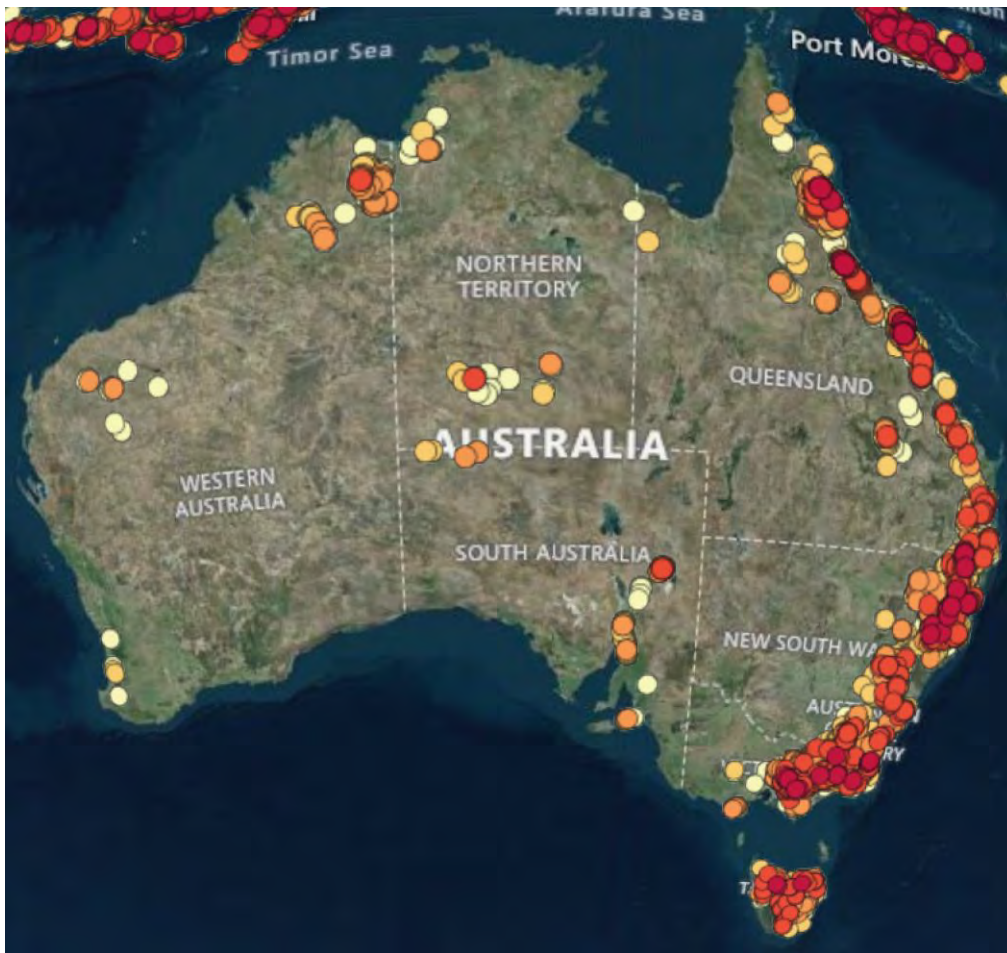 Arafura Sea
Timor Sea
Port Mores
NORTHERN
TERRITORY
QUEENSLAND
AUSTRALIA
WESTERN
AUSTRALIA
SOUTH AUSTRALIA
NEW SOUTH WA